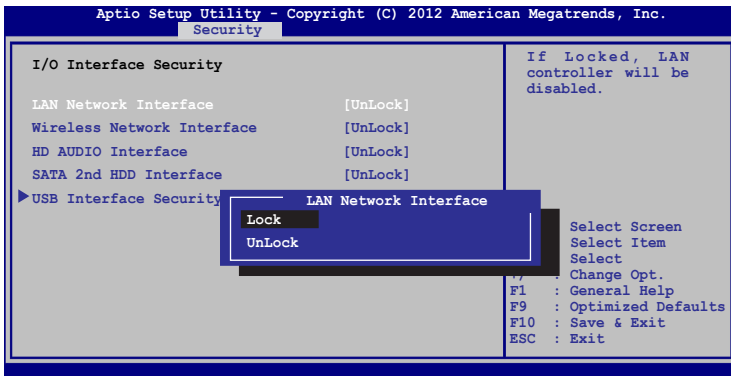 Aptio Setup Utility - Copyright (C) 2012 American Megatrends, Inc.
Security
I/O Interface Security
LAN Network Interface [UnLock]
Wireless Network Interface [UnLock]
HD AUDIO Interface [UnLock]
SATA 2nd HDD Interface [UnLock]
USB Interface Security
LAN Network Interface
Lock
UnLock
If Locked, LAN
controller will be
disabled.
Select Screen
Select Item
Select
: Change Opt.
F1 : General Help
F9 : Optimized Defaults
F10 : Save & Exit
ESC : Exit